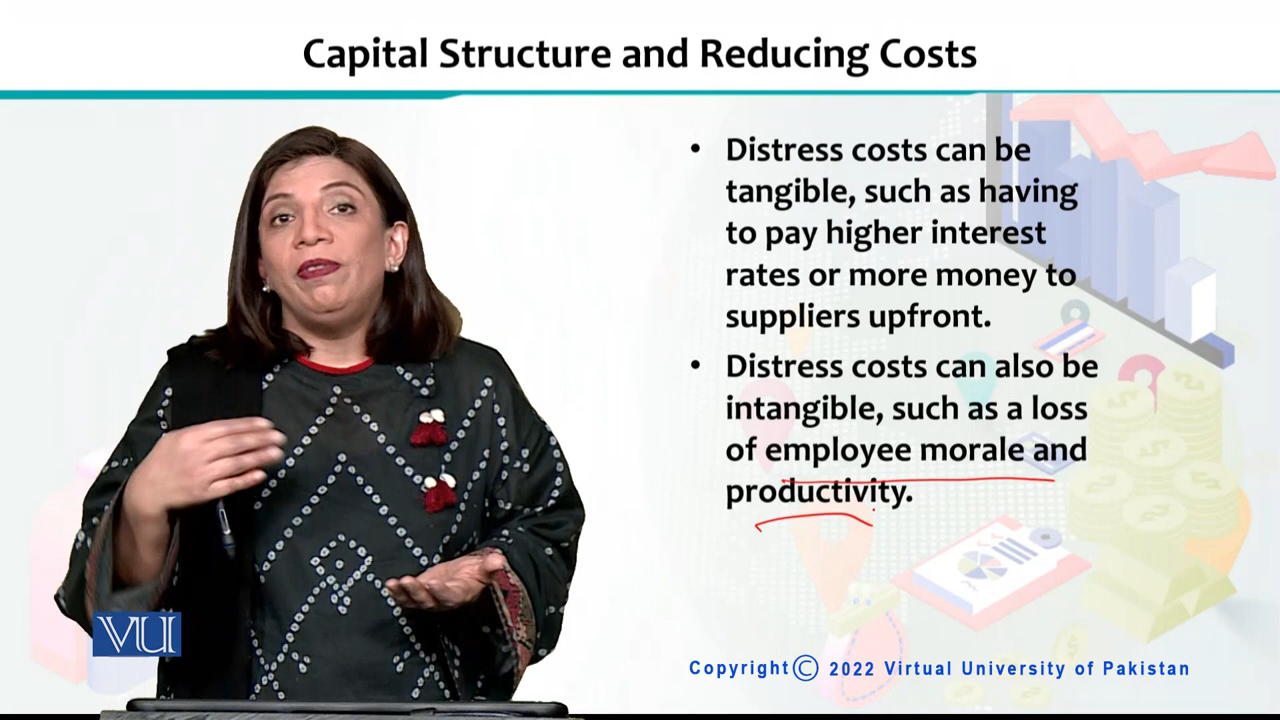 Capital Structure and Reducing Costs
• Distress costs can be
tangible, such as having
to pay higher interest
rates or more money to
suppliers upfront.
• Distress costs can also be
intangible, such as a loss
of employee morale and
productivity.
VU
Copyright© 2022 Virtual University of Pakistan